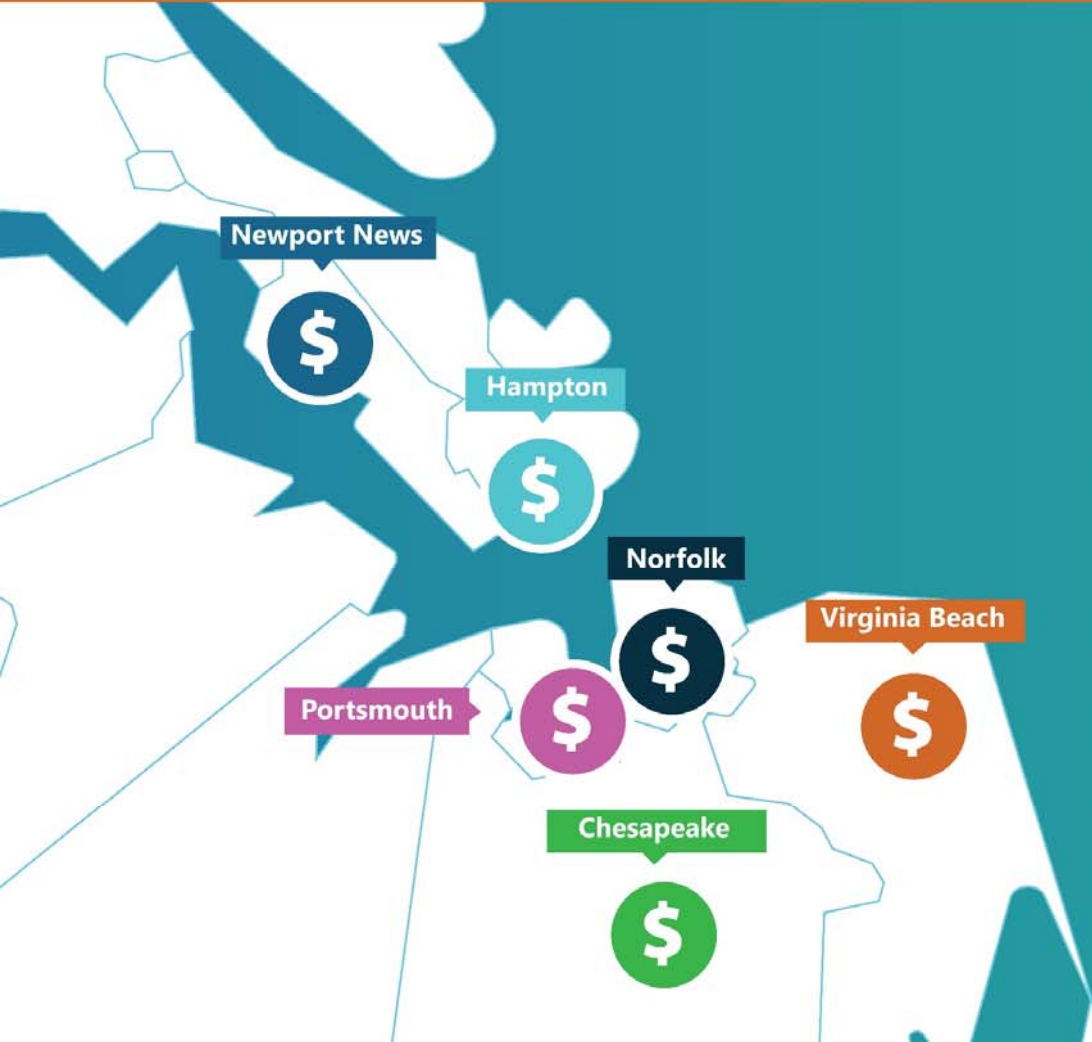 Newport News
$
Hampton
$
Norfolk
$
Virginia Beach
$
Portsmouth
$
Chesapeake
$